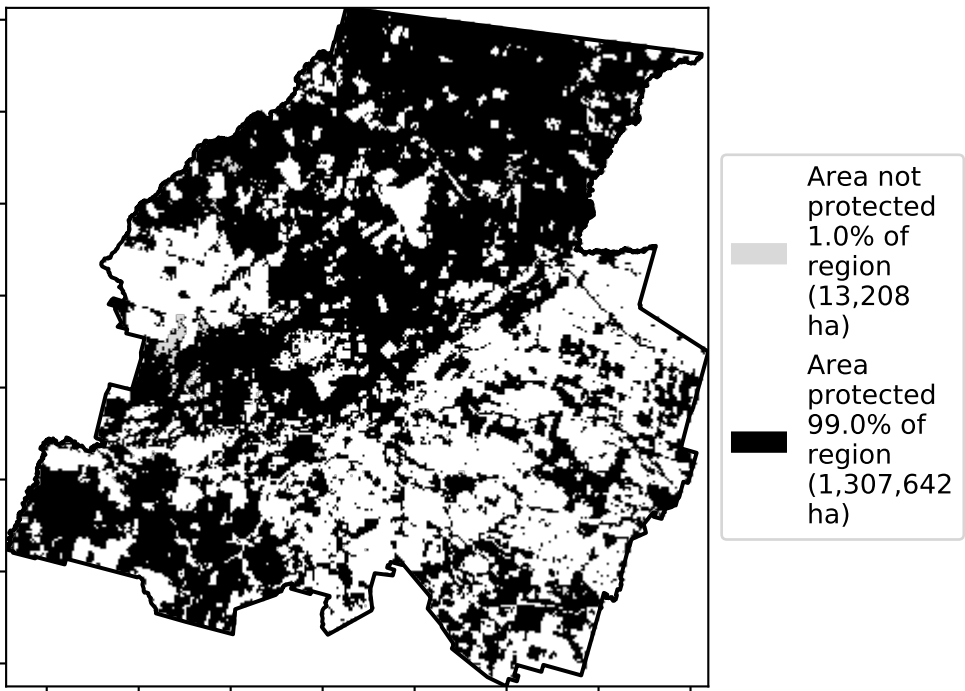 Area not
protected
1.0% of
region
(13,208
ha)
Area
protected
99.0% of
region
(1,307,642
ha)